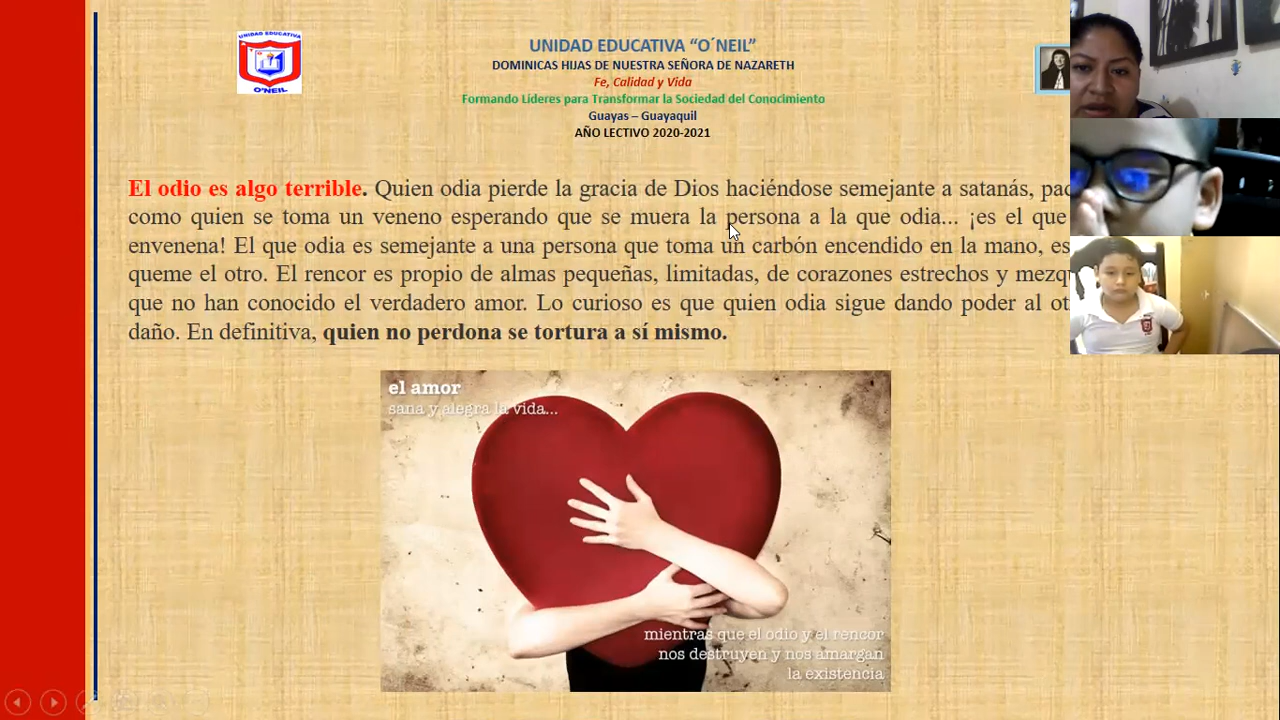 UNIDAD EDUCATIVA
O'NEIL
UNIDAD EDUCATIVA “O´NEIL”
DOMINICAS HIJAS DE NUESTRA SEÑORA DE NAZARETH
Fe, Calidad y Vida
Formando Líderes para Transformar la Sociedad del Conocimiento
Guayas – Guayaquil
AÑO LECTIVO 2020-2021
El odio es algo terrible. Quien odia pierde la gracia de Dios haciéndose semejante a satanás,
como quien se toma un veneno esperando que se muera la persona a la que odia... ¡es el que
envenena! El que odia es semejante a una persona que toma un carbón encendido en la mano,
queme el otro. El rencor es propio de almas pequeñas, limitadas, de corazones estrechos y
que no han conocido el verdadero amor. Lo curioso es que quien odia sigue dando poder al
daño. En definitiva, quien no perdona se tortura a sí mismo.
el amor
sana y alegra la vida...
mientras que el odio y el rencor
nos destruyen y nos amargan
la existencia